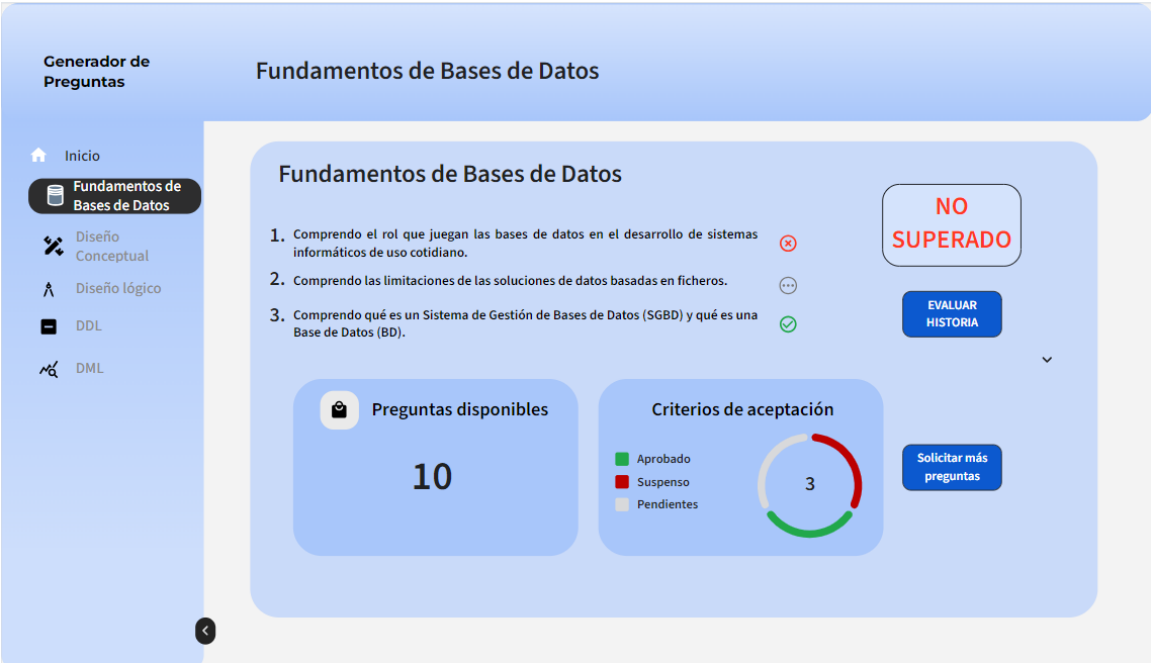 Generador de
Preguntas
Fundamentos de Bases de Datos
Inicio
Fundamentos de
Bases de Datos
Diseño
Conceptual
Diseño lógico
DDL
DML
Fundamentos de Bases de Datos
1. Comprendo el rol que juegan las bases de datos en el desarrollo de sistemas
informáticos de uso cotidiano.
2. Comprendo las limitaciones de las soluciones de datos basadas en ficheros.
3. Comprendo qué es un Sistema de Gestión de Bases de Datos (SGBD) y qué es una
Base de Datos (BD).
NO
SUPERADO
EVALUAR
HISTORIA
Preguntas disponibles
10
Criterios de aceptación
Aprobado
Suspenso
Pendientes
3
Solicitar más
preguntas